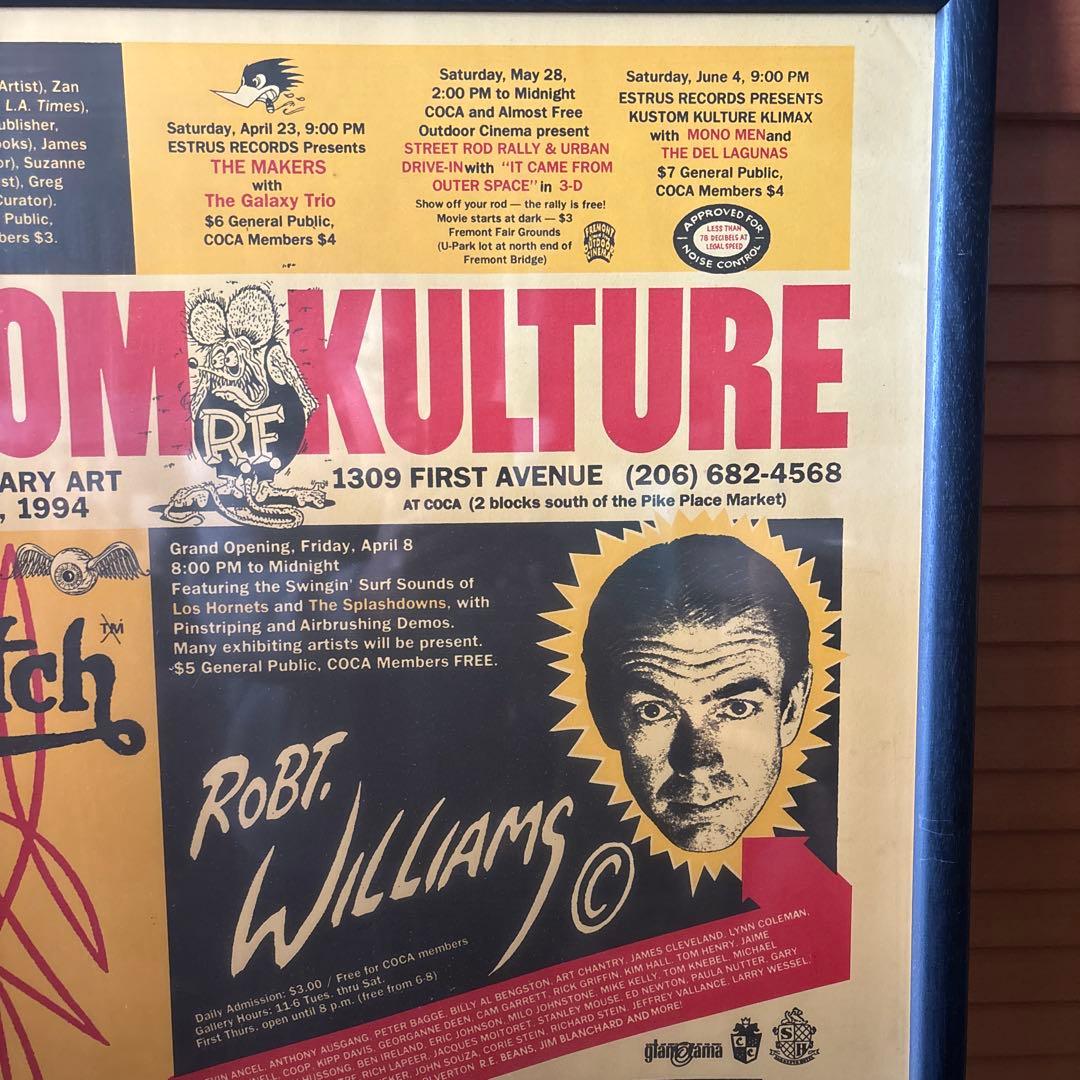 Artist), Zan
L.A. Times),
ublisher,
ooks), James
or), Suzanne
st), Greg
Curator).
Public,
bers $3.
Saturday, April 23, 9:00 PM
ESTRUS RECORDS Presents
THE MAKERS
with
The Galaxy Trio
$6 General Public,
COCA Members $4
Saturday, May 28,
2:00 PM to Midnight
COCA and Almost Free
Outdoor Cinema present
STREET ROD RALLY & URBAN
DRIVE-IN with "IT CAME FROM
OUTER SPACE" in 3-D
Show off your rod — the rally is free!
Movie starts at dark — $3
Fremont Fair Grounds
(U-Park lot at north end of
Fremont Bridge)
FREMONT
OUTDOOR
CINEMA
Saturday, June 4, 9:00 PM
ESTRUS RECORDS PRESENTS
KUSTOM KULTURE KLIMAX
with MONO MEN and
THE DEL LAGUNAS
$7 General Public,
COCA Members $4
APPROVED FOR
LESS THAN
78 DECIBELS AT
LEGAL SPEED
NOISE CONTROL
OM KULTURE
R.F.
ARY ART
, 1994
1309 FIRST AVENUE (206) 682-4568
AT COCA (2 blocks south of the Pike Place Market)
tch
TM
Grand Opening, Friday, April 8
8:00 PM to Midnight
Featuring the Swingin' Surf Sounds of
Los Hornets and The Splashdowns, with
Pinstriping and Airbrushing Demos.
Many exhibiting artists will be present.
$5 General Public, COCA Members FREE.
ROBT.
WILLIAMS ©
Daily Admission: $3.00 / Free for COCA members
Gallery Hours: 11-6 Tues. thru Sat.
First Thurs. open until 8 p.m. (free from 6-8)
VIN ANCEL, ANTHONY AUSGANG, PETER BAGGE, BILLY AL BENGSTON, ART CHANTRY, JAMES CLEVELAND, LYNN COLEMAN,
NELL, COOP, KIPP DAVIS, GEORGANNE DEEN, CAM GARRETT, RICK GRIFFIN, KIM HALL, TOM HENRY, JAIME
HUSSONG, BEN IRELAND, ERIC JOHNSON, MILO JOHNSTONE, MIKE KELLY, TOM KNEBEL, MICHAEL
RE, RICH LAPEER, JACQUES MOITORET, STANLEY MOUSE, ED NEWTON, PAULA NUTTER, GARY
KER, JOHN SOUZA, CORIE STEIN, RICHARD STEIN, JEFFREY VALLANCE, LARRY WESSEL,
OLVERTON R.E. BEANS, JIM BLANCHARD AND MORE!
glamorama
C C
S H